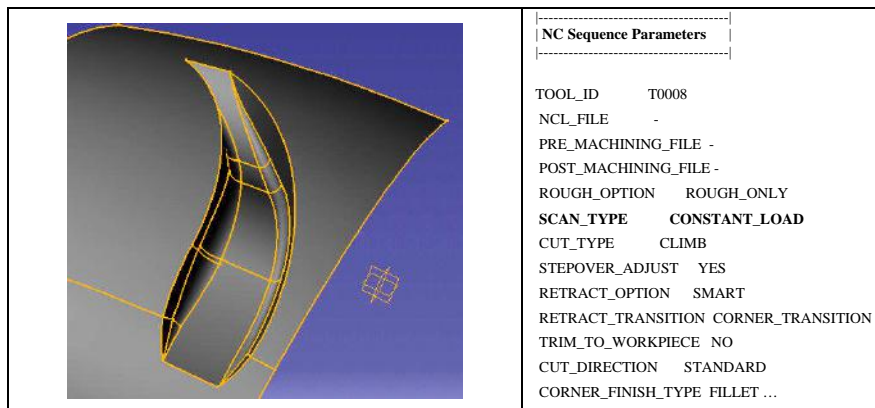 |--------------------------------------|
| NC Sequence Parameters |
|--------------------------------------|
TOOL_ID T0008
NCL_FILE -
PRE_MACHINING_FILE -
POST_MACHINING_FILE -
ROUGH_OPTION ROUGH_ONLY
SCAN_TYPE CONSTANT_LOAD
CUT_TYPE CLIMB
STEPOVER_ADJUST YES
RETRACT_OPTION SMART
RETRACT_TRANSITION CORNER_TRANSITION
TRIM_TO_WORKPIECE NO
CUT_DIRECTION STANDARD
CORNER_FINISH_TYPE FILLET …